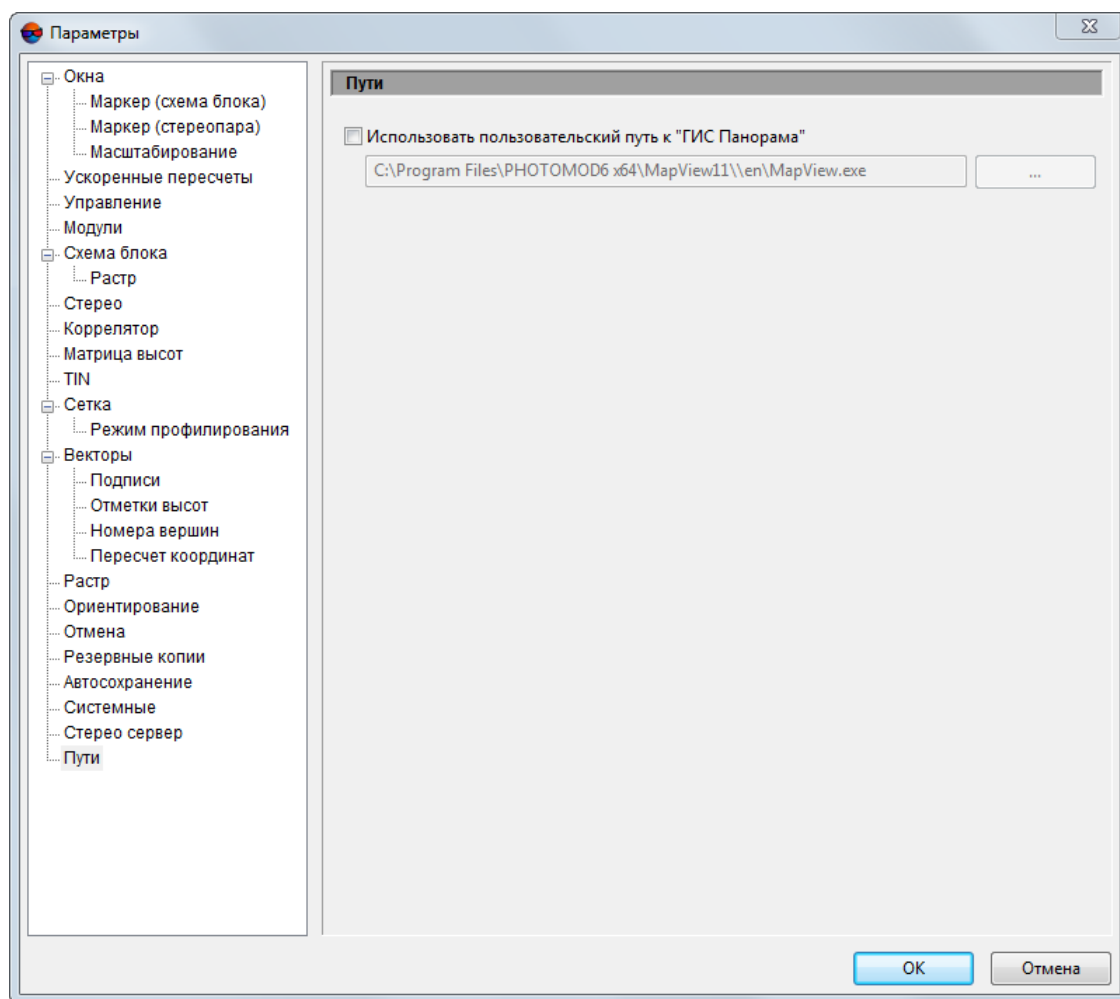 Параметры
Окна
Маркер (схема блока)
Маркер (стереопара)
Масштабирование
Ускоренные пересчеты
Управление
Модули
Схема блока
Растр
Стерео
Коррелятор
Матрица высот
TIN
Сетка
Режим профилирования
Векторы
Подписи
Отметки высот
Номера вершин
Пересчет координат
Растр
Ориентирование
Отмена
Резервные копии
Автосохранение
Системные
Стерео сервер
Пути
Пути
Использовать пользовательский путь к "ГИС Панорама"
C:\Program Files\PHOTOMOD6 x64\MapView11\\en\MapView.exe
...
OK
Отмена